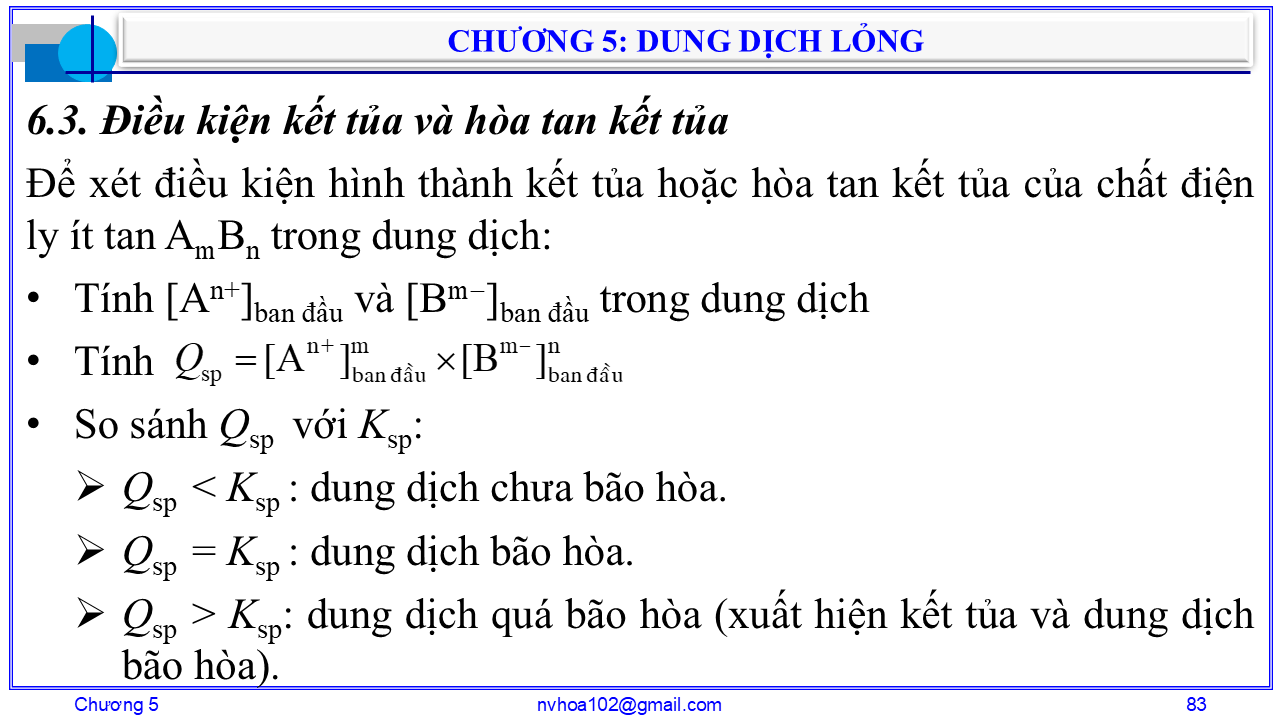 CHƯƠNG 5: DUNG DỊCH LỎNG
6.3. Điều kiện kết tủa và hòa tan kết tủa
Để xét điều kiện hình thành kết tủa hoặc hòa tan kết tủa của chất điện
ly ít tan AₘBₙ trong dung dịch:
• Tính [Aⁿ⁺]ban đầu và [Bᵐ⁻]ban đầu trong dung dịch
• Tính Qsp = [Aⁿ⁺]ᵐban đầu × [Bᵐ⁻]ⁿban đầu
• So sánh Qsp với Ksp:
➢ Qsp < Ksp : dung dịch chưa bão hòa.
➢ Qsp = Ksp : dung dịch bão hòa.
➢ Qsp > Ksp: dung dịch quá bão hòa (xuất hiện kết tủa và dung dịch
bão hòa).
Chương 5 nvhoa102@gmail.com 83